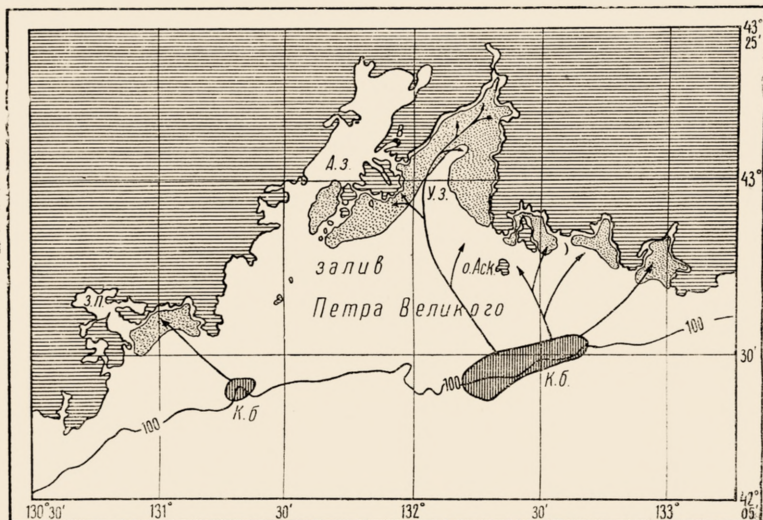 43°
25′
В
А.з.
43°
У.з.
о.Аск
залив
Петра Великого
З.П.
100
30′
100
К.б.
К.б
100
130°30′ 131° 30′ 132° 30′ 133° 42°
05′